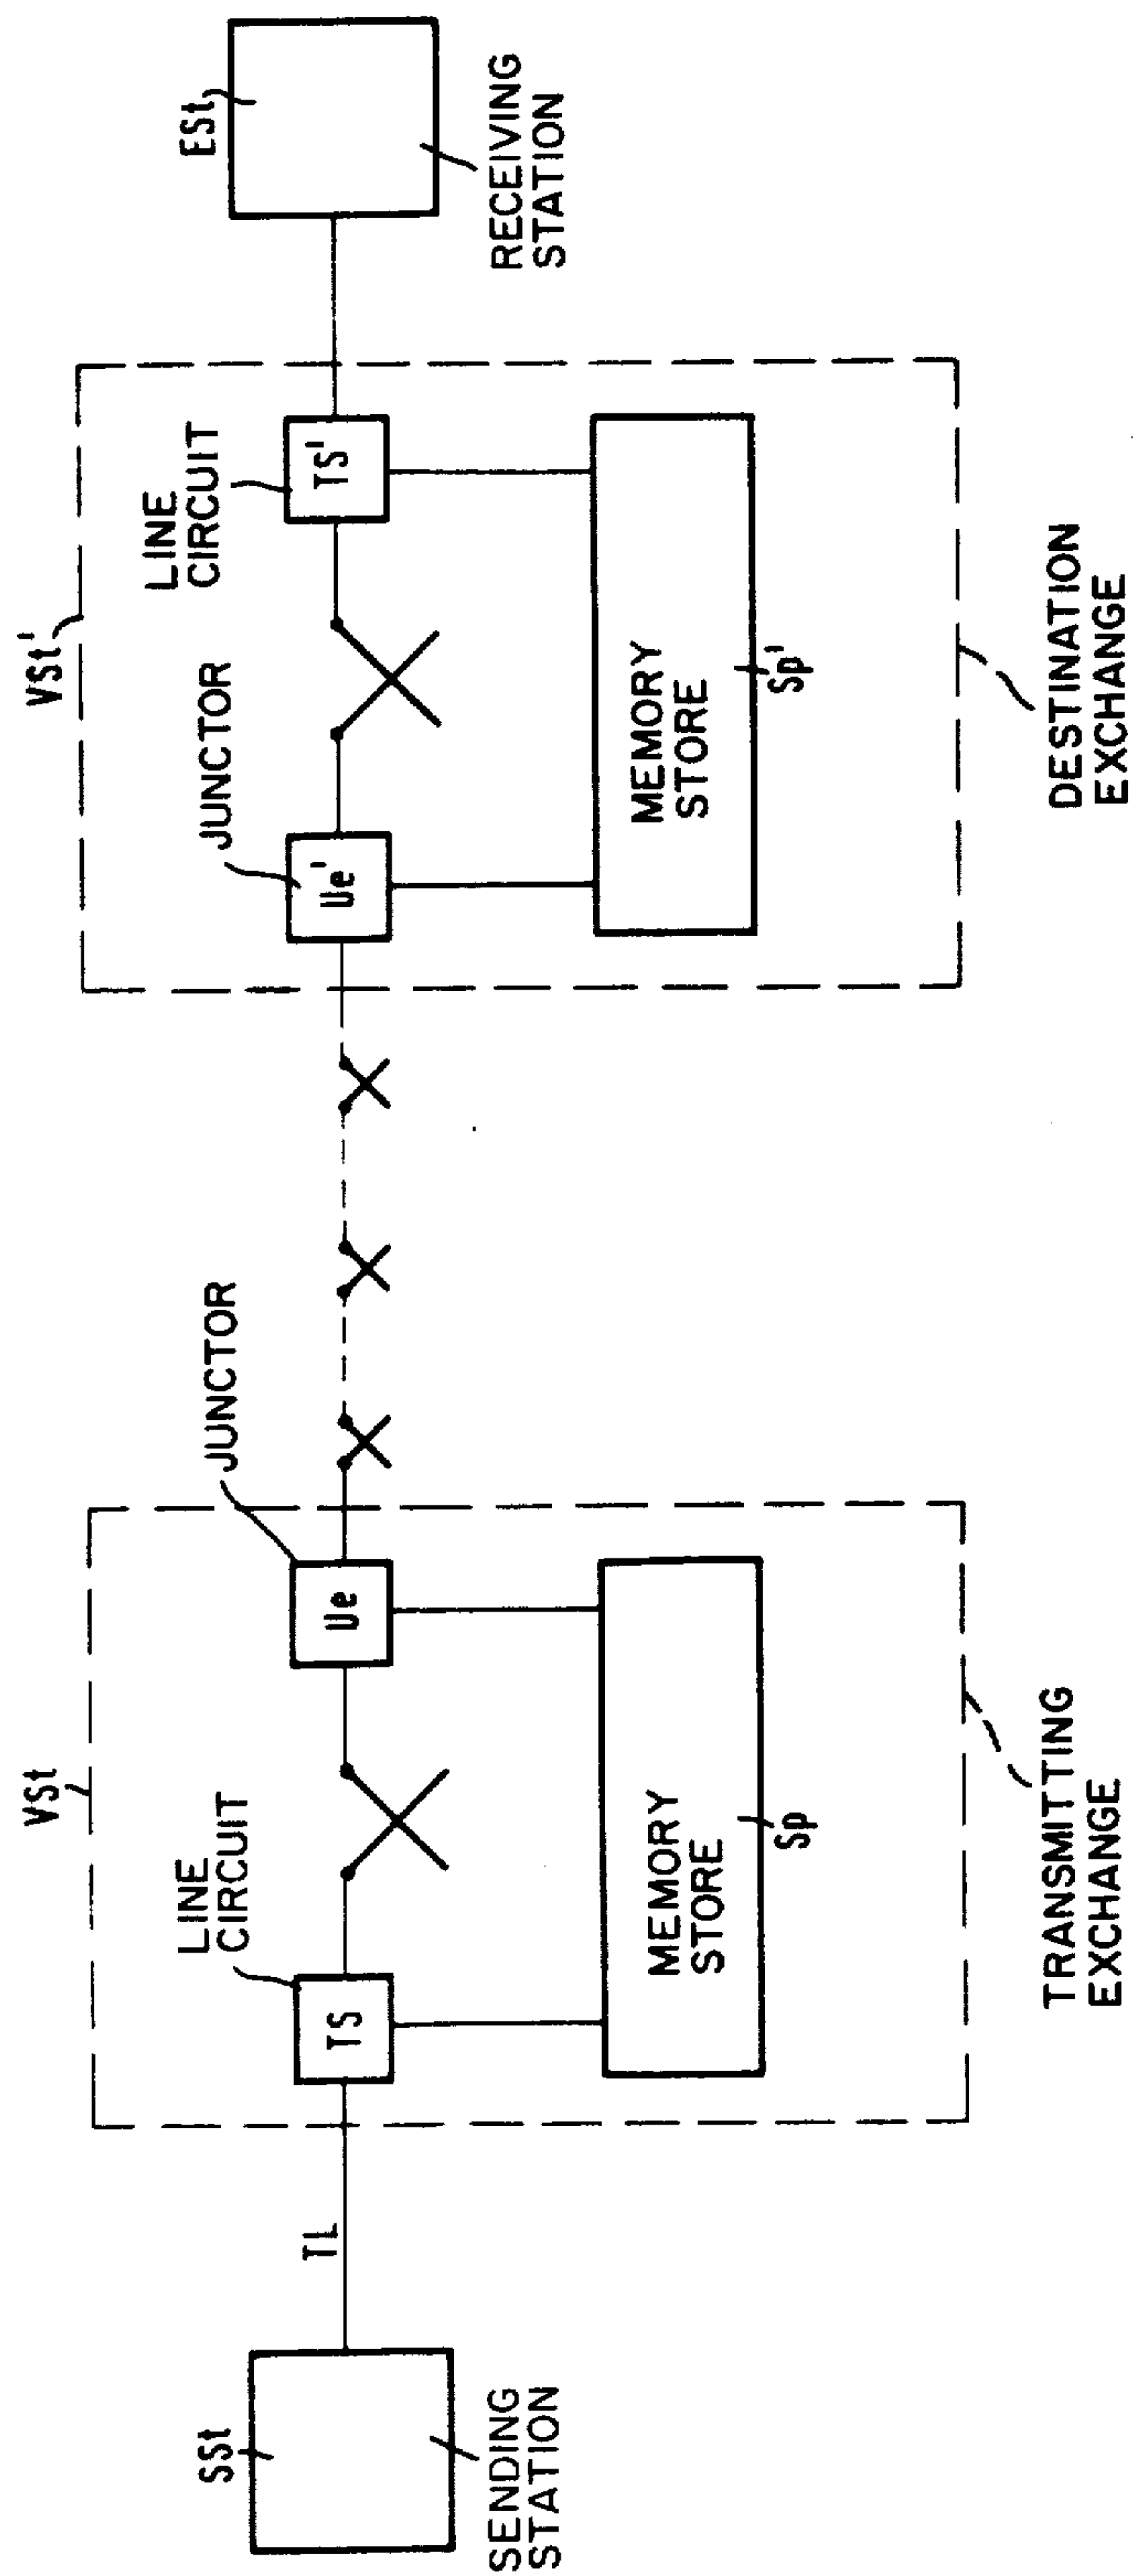 SSt
SENDING
STATION
TL
VSt
LINE
CIRCUIT
TS
JUNCTOR
Ue
MEMORY
STORE
Sp
TRANSMITTING
EXCHANGE
VSt'
JUNCTOR
Ue'
LINE
CIRCUIT
TS'
MEMORY
STORE
Sp'
DESTINATION
EXCHANGE
ESt
RECEIVING
STATION